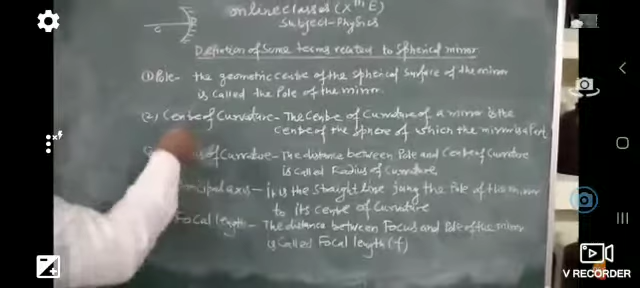 online classes (Xth E)
Subject-Physics
Definition of Some terms related to Spherical mirror
(1) Pole- the geometric centre of the spherical surface of the mirror
is called the Pole of the mirror.
(2) Centre of Curvature- The Centre of Curvature of a mirror is the
centre of the sphere of which the mirror is a Part
of Curvature - The distance between Pole and Centre of Curvature
is called Radius of Curvature
axis - it is the straight line joing the Pole of the mirror
to its centre of Curvature
Focal length - The distance between Focus and Pole of the mirror
is called Focal length (f)
C
V RECORDER